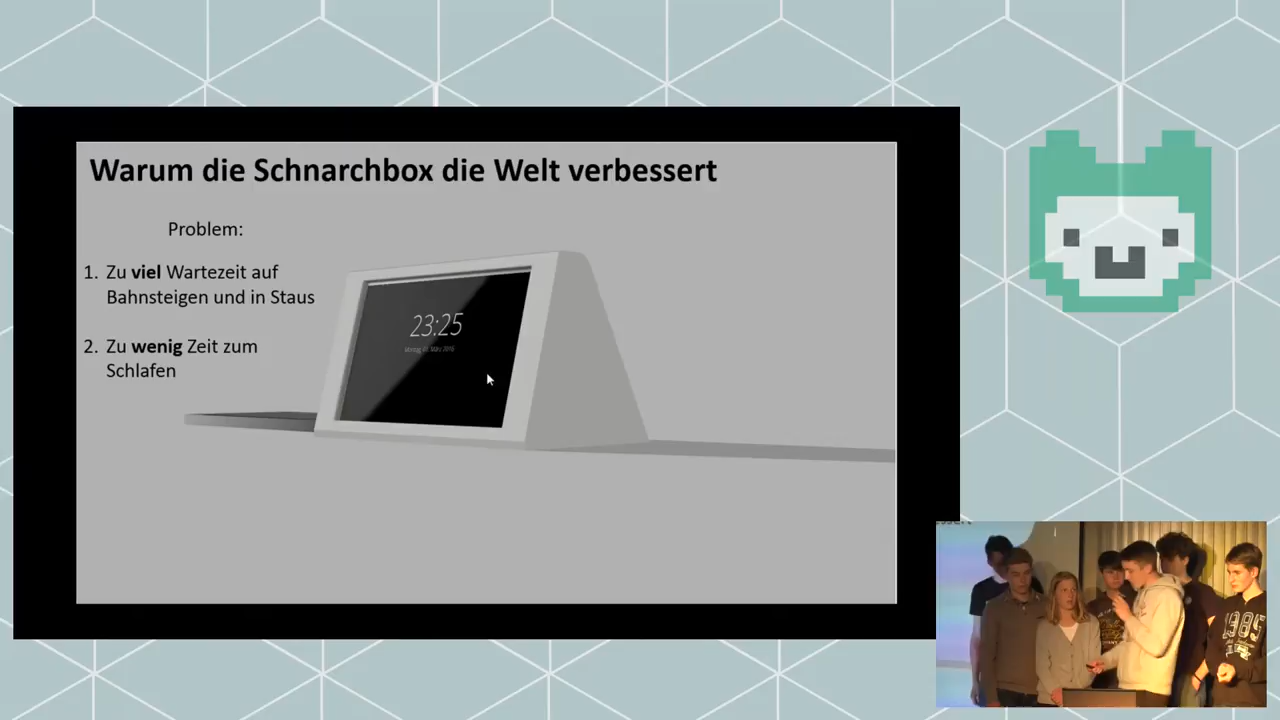 Warum die Schnarchbox die Welt verbessert
Problem:
1. Zu viel Wartezeit auf
Bahnsteigen und in Staus
2. Zu wenig Zeit zum
Schlafen
23:25
1985